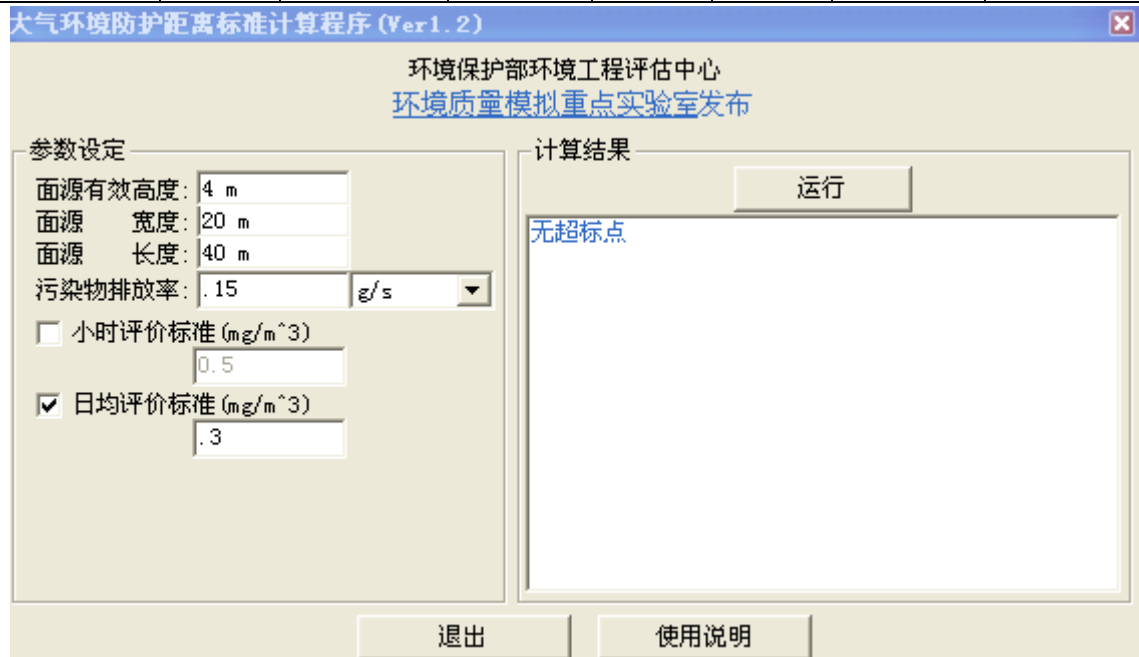 大气环境防护距离标准计算程序(Ver1.2)
环境保护部环境工程评估中心
环境质量模拟重点实验室发布
参数设定
面源有效高度: 4 m
面源 宽度: 20 m
面源 长度: 40 m
污染物排放率: .15 g/s
小时评价标准(mg/m^3)
0.5
日均评价标准(mg/m^3)
.3
计算结果
运行
无超标点
退出
使用说明